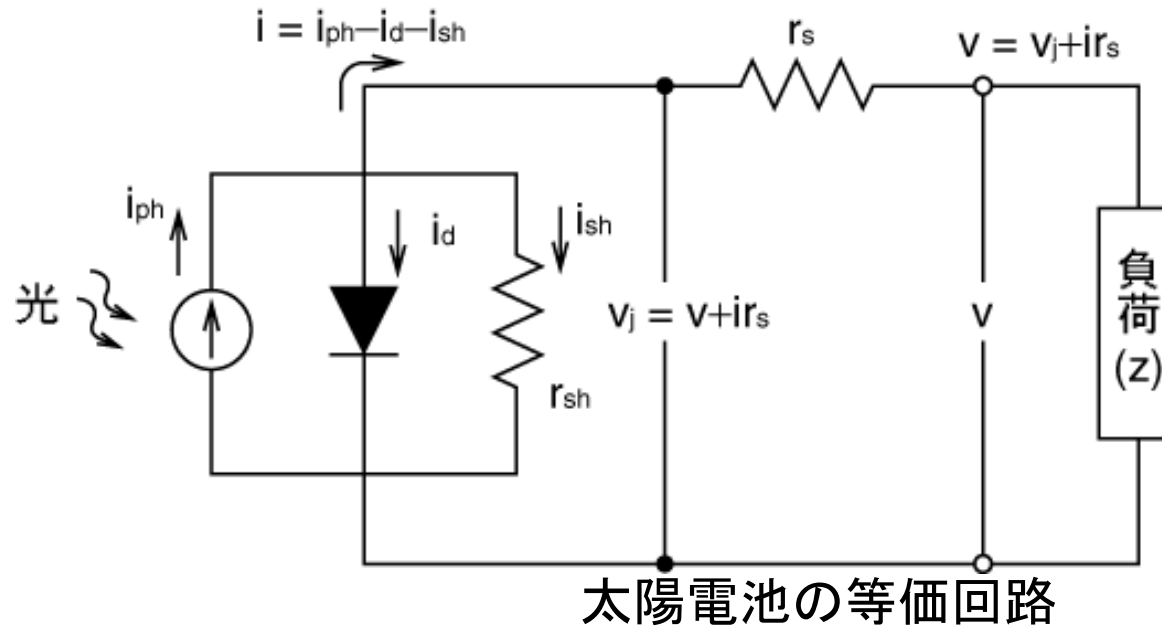 i = iph–id–ish
rs
v = vj+irs
iph
id
ish
光
vj = v+irs
v
負荷
(z)
rsh
太陽電池の等価回路